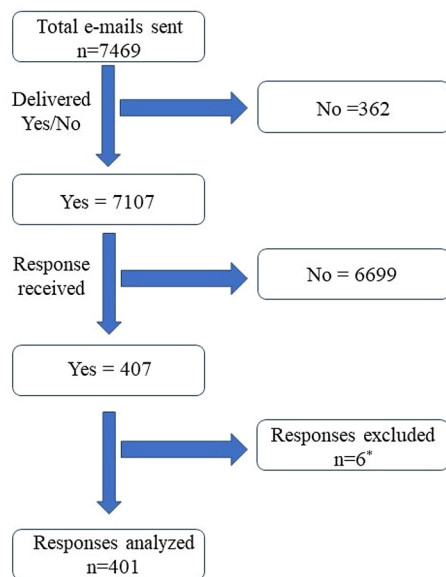 Total e-mails sent
n=7469
Delivered
Yes/No
No =362
Yes = 7107
Response
received
No = 6699
Yes = 407
Responses excluded
n=6*
Responses analyzed
n=401